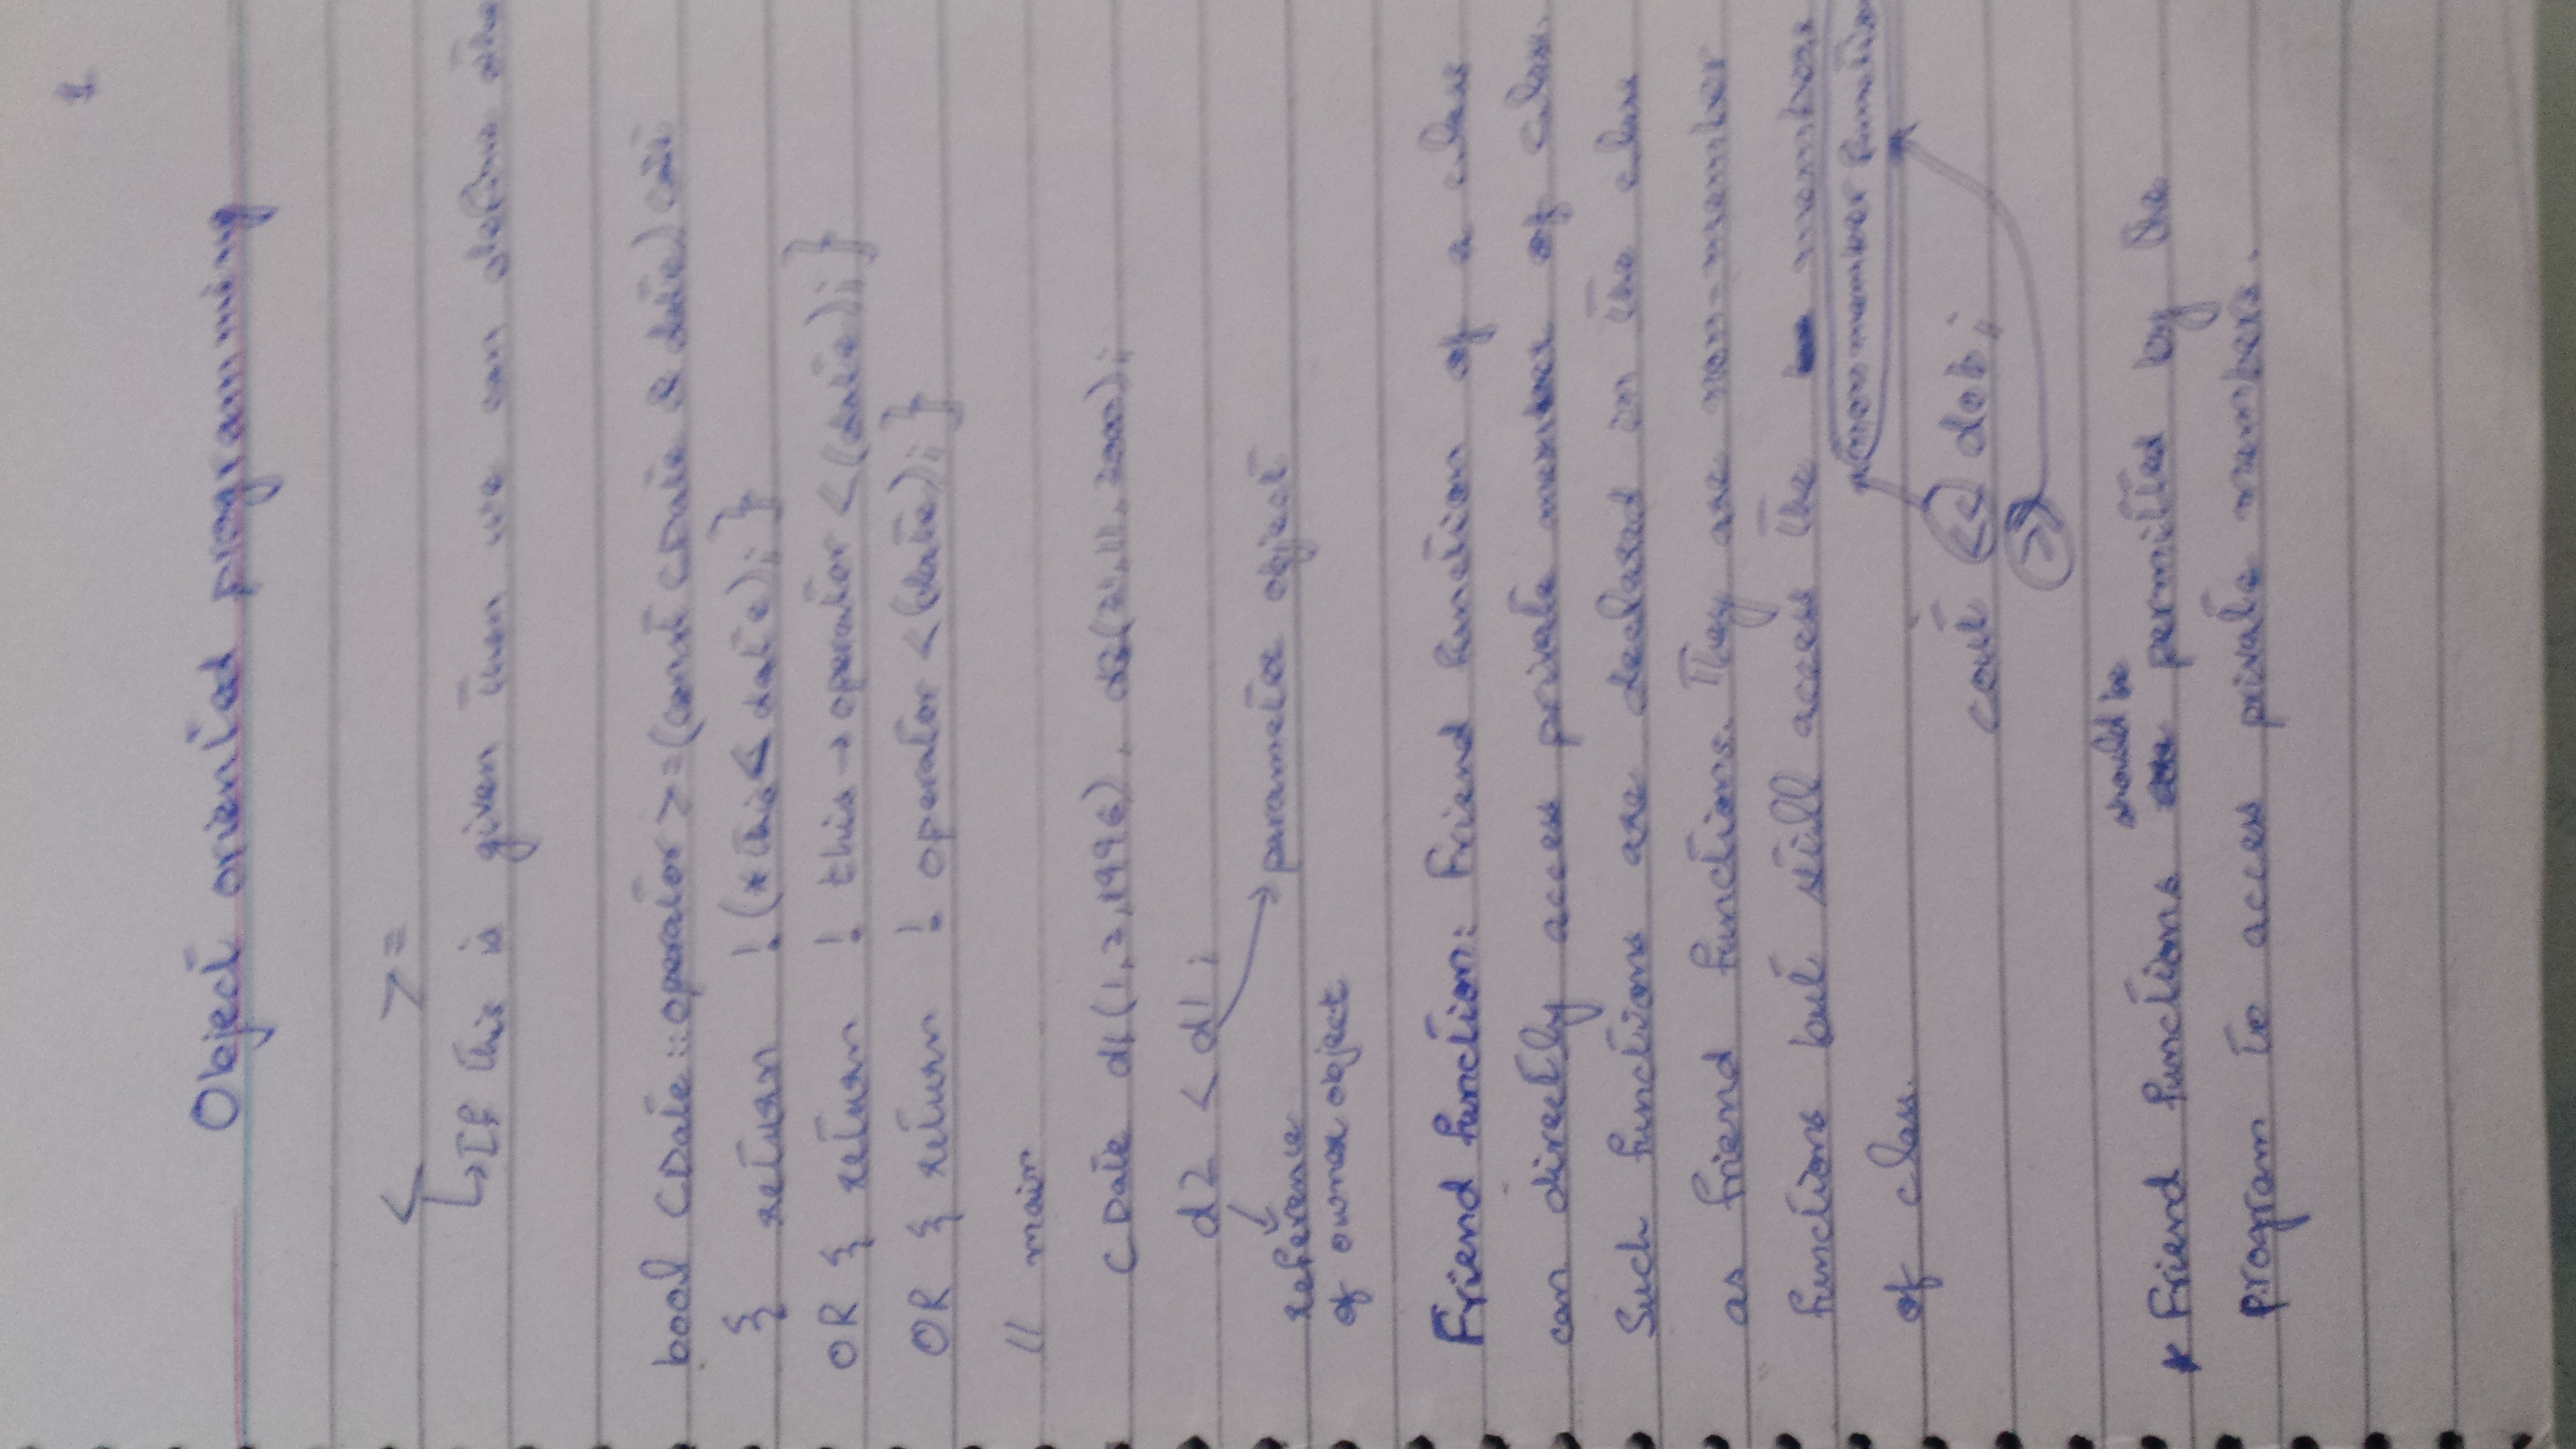 1
Object oriented programming
< >=
If this is given then we can define othe
bool CDate::operator>=(const CDate & date)
{ return !(*this< date); }
OR { return ! this→operator <(date); }
OR { return ! operator <(date); }
// main
CDate d1(1,2,1996), d2(21,11,2000);
d2 < d1;
parameter object
reference
of owner object
Friend function: Friend function of a class
can directly access private member of class.
Such functions are declared in the class
as friend functions. They are non-member
functions but still access the members
non member function
of class.
cout << dob;
>>
should be
* Friend functions permitted by the
program to access private members.